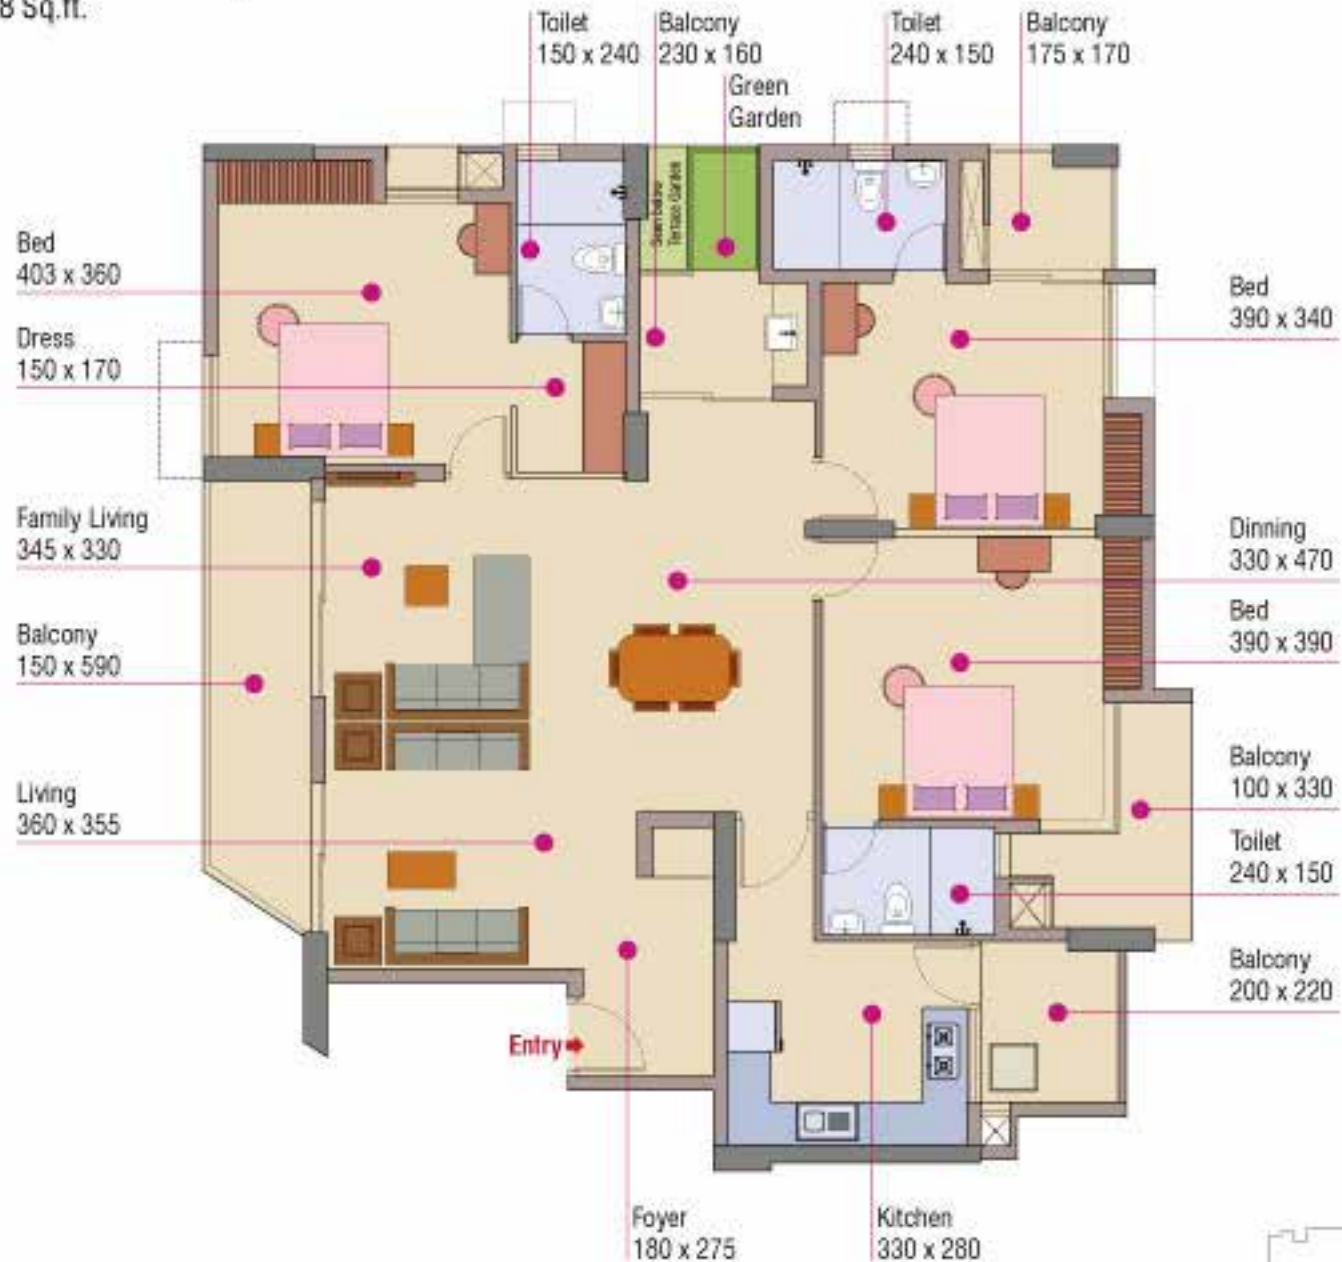 8 Sq.ft.
Toilet
150 x 240
Balcony
230 x 160
Green
Garden
Toilet
240 x 150
Balcony
175 x 170
Terrace Garden
Bed
403 x 360
Dress
150 x 170
Family Living
345 x 330
Balcony
150 x 590
Living
360 x 355
Bed
390 x 340
Dinning
330 x 470
Bed
390 x 390
Balcony
100 x 330
Toilet
240 x 150
Balcony
200 x 220
Entry
Foyer
180 x 275
Kitchen
330 x 280